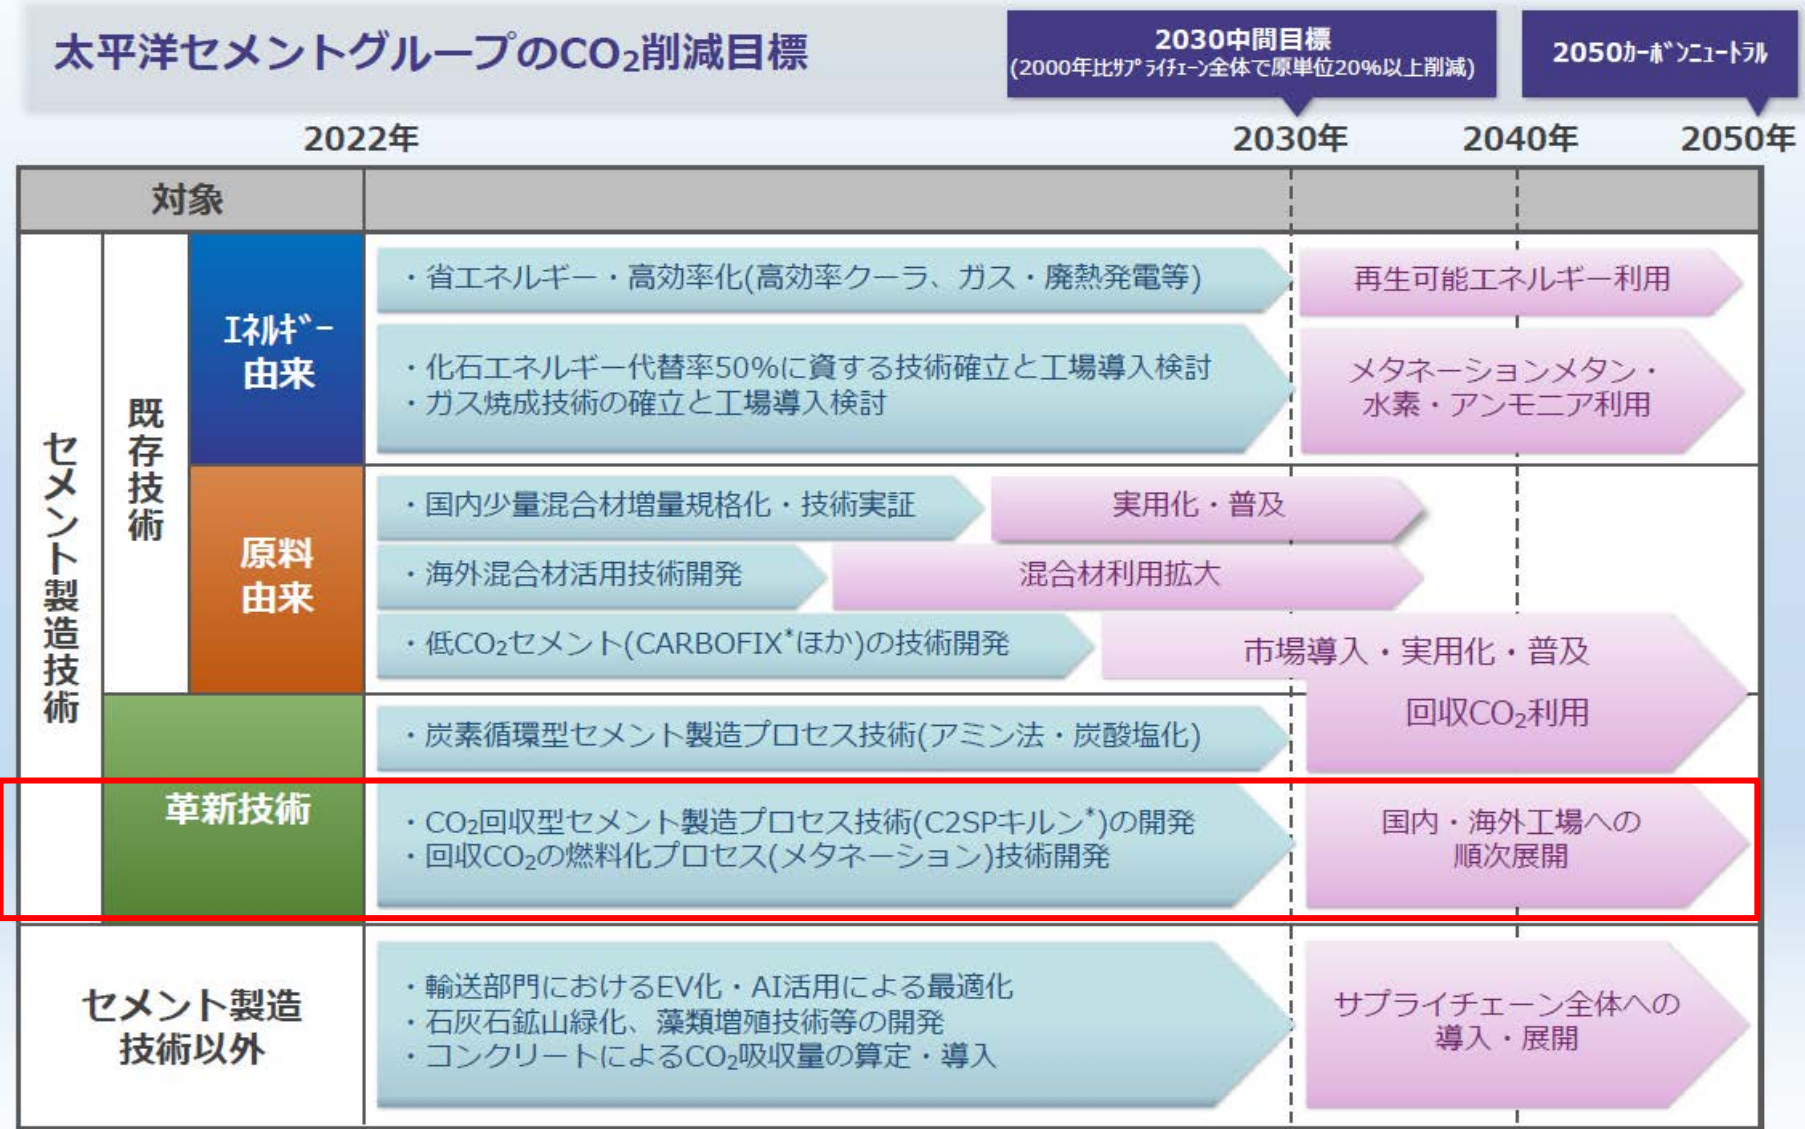 太平洋セメントグループのCO₂削減目標
2030中間目標
(2000年比ｻﾌﾟﾗｲﾁｪｰﾝ全体で原単位20%以上削減)
2050ｶｰﾎﾞﾝﾆｭｰﾄﾗﾙ
2022年
2030年
2040年
2050年
対象
セメント製造技術
既存技術
ｴﾈﾙｷﾞｰ
由来
・省エネルギー・高効率化(高効率クーラ、ガス・廃熱発電等)
再生可能エネルギー利用
・化石エネルギー代替率50%に資する技術確立と工場導入検討
・ガス焼成技術の確立と工場導入検討
メタネーションメタン・
水素・アンモニア利用
原料
由来
・国内少量混合材増量規格化・技術実証
実用化・普及
・海外混合材活用技術開発
混合材利用拡大
・低CO₂セメント(CARBOFIX*ほか)の技術開発
市場導入・実用化・普及
回収CO₂利用
革新技術
・炭素循環型セメント製造プロセス技術(アミン法・炭酸塩化)
・CO₂回収型セメント製造プロセス技術(C2SPキルン*)の開発
・回収CO₂の燃料化プロセス(メタネーション)技術開発
国内・海外工場への
順次展開
セメント製造
技術以外
・輸送部門におけるEV化・AI活用による最適化
・石灰石鉱山緑化、藻類増殖技術等の開発
・コンクリートによるCO₂吸収量の算定・導入
サプライチェーン全体への
導入・展開